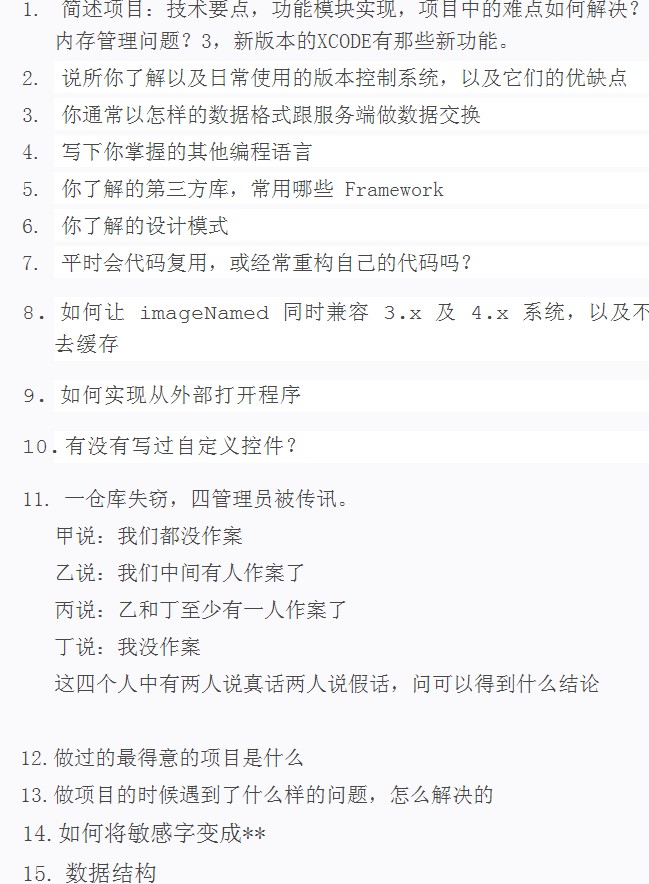 1. 简述项目：技术要点，功能模块实现，项目中的难点如何解决？
内存管理问题？3，新版本的XCODE有那些新功能。
2. 说所你了解以及日常使用的版本控制系统，以及它们的优缺点
3. 你通常以怎样的数据格式跟服务端做数据交换
4. 写下你掌握的其他编程语言
5. 你了解的第三方库，常用哪些 Framework
6. 你了解的设计模式
7. 平时会代码复用，或经常重构自己的代码吗？
8. 如何让 imageNamed 同时兼容 3.x 及 4.x 系统，以及不
去缓存
9. 如何实现从外部打开程序
10. 有没有写过自定义控件？
11. 一仓库失窃，四管理员被传讯。
甲说：我们都没作案
乙说：我们中间有人作案了
丙说：乙和丁至少有一人作案了
丁说：我没作案
这四个人中有两人说真话两人说假话，问可以得到什么结论
12. 做过的最得意的项目是什么
13. 做项目的时候遇到了什么样的问题，怎么解决的
14. 如何将敏感字变成**
15. 数据结构